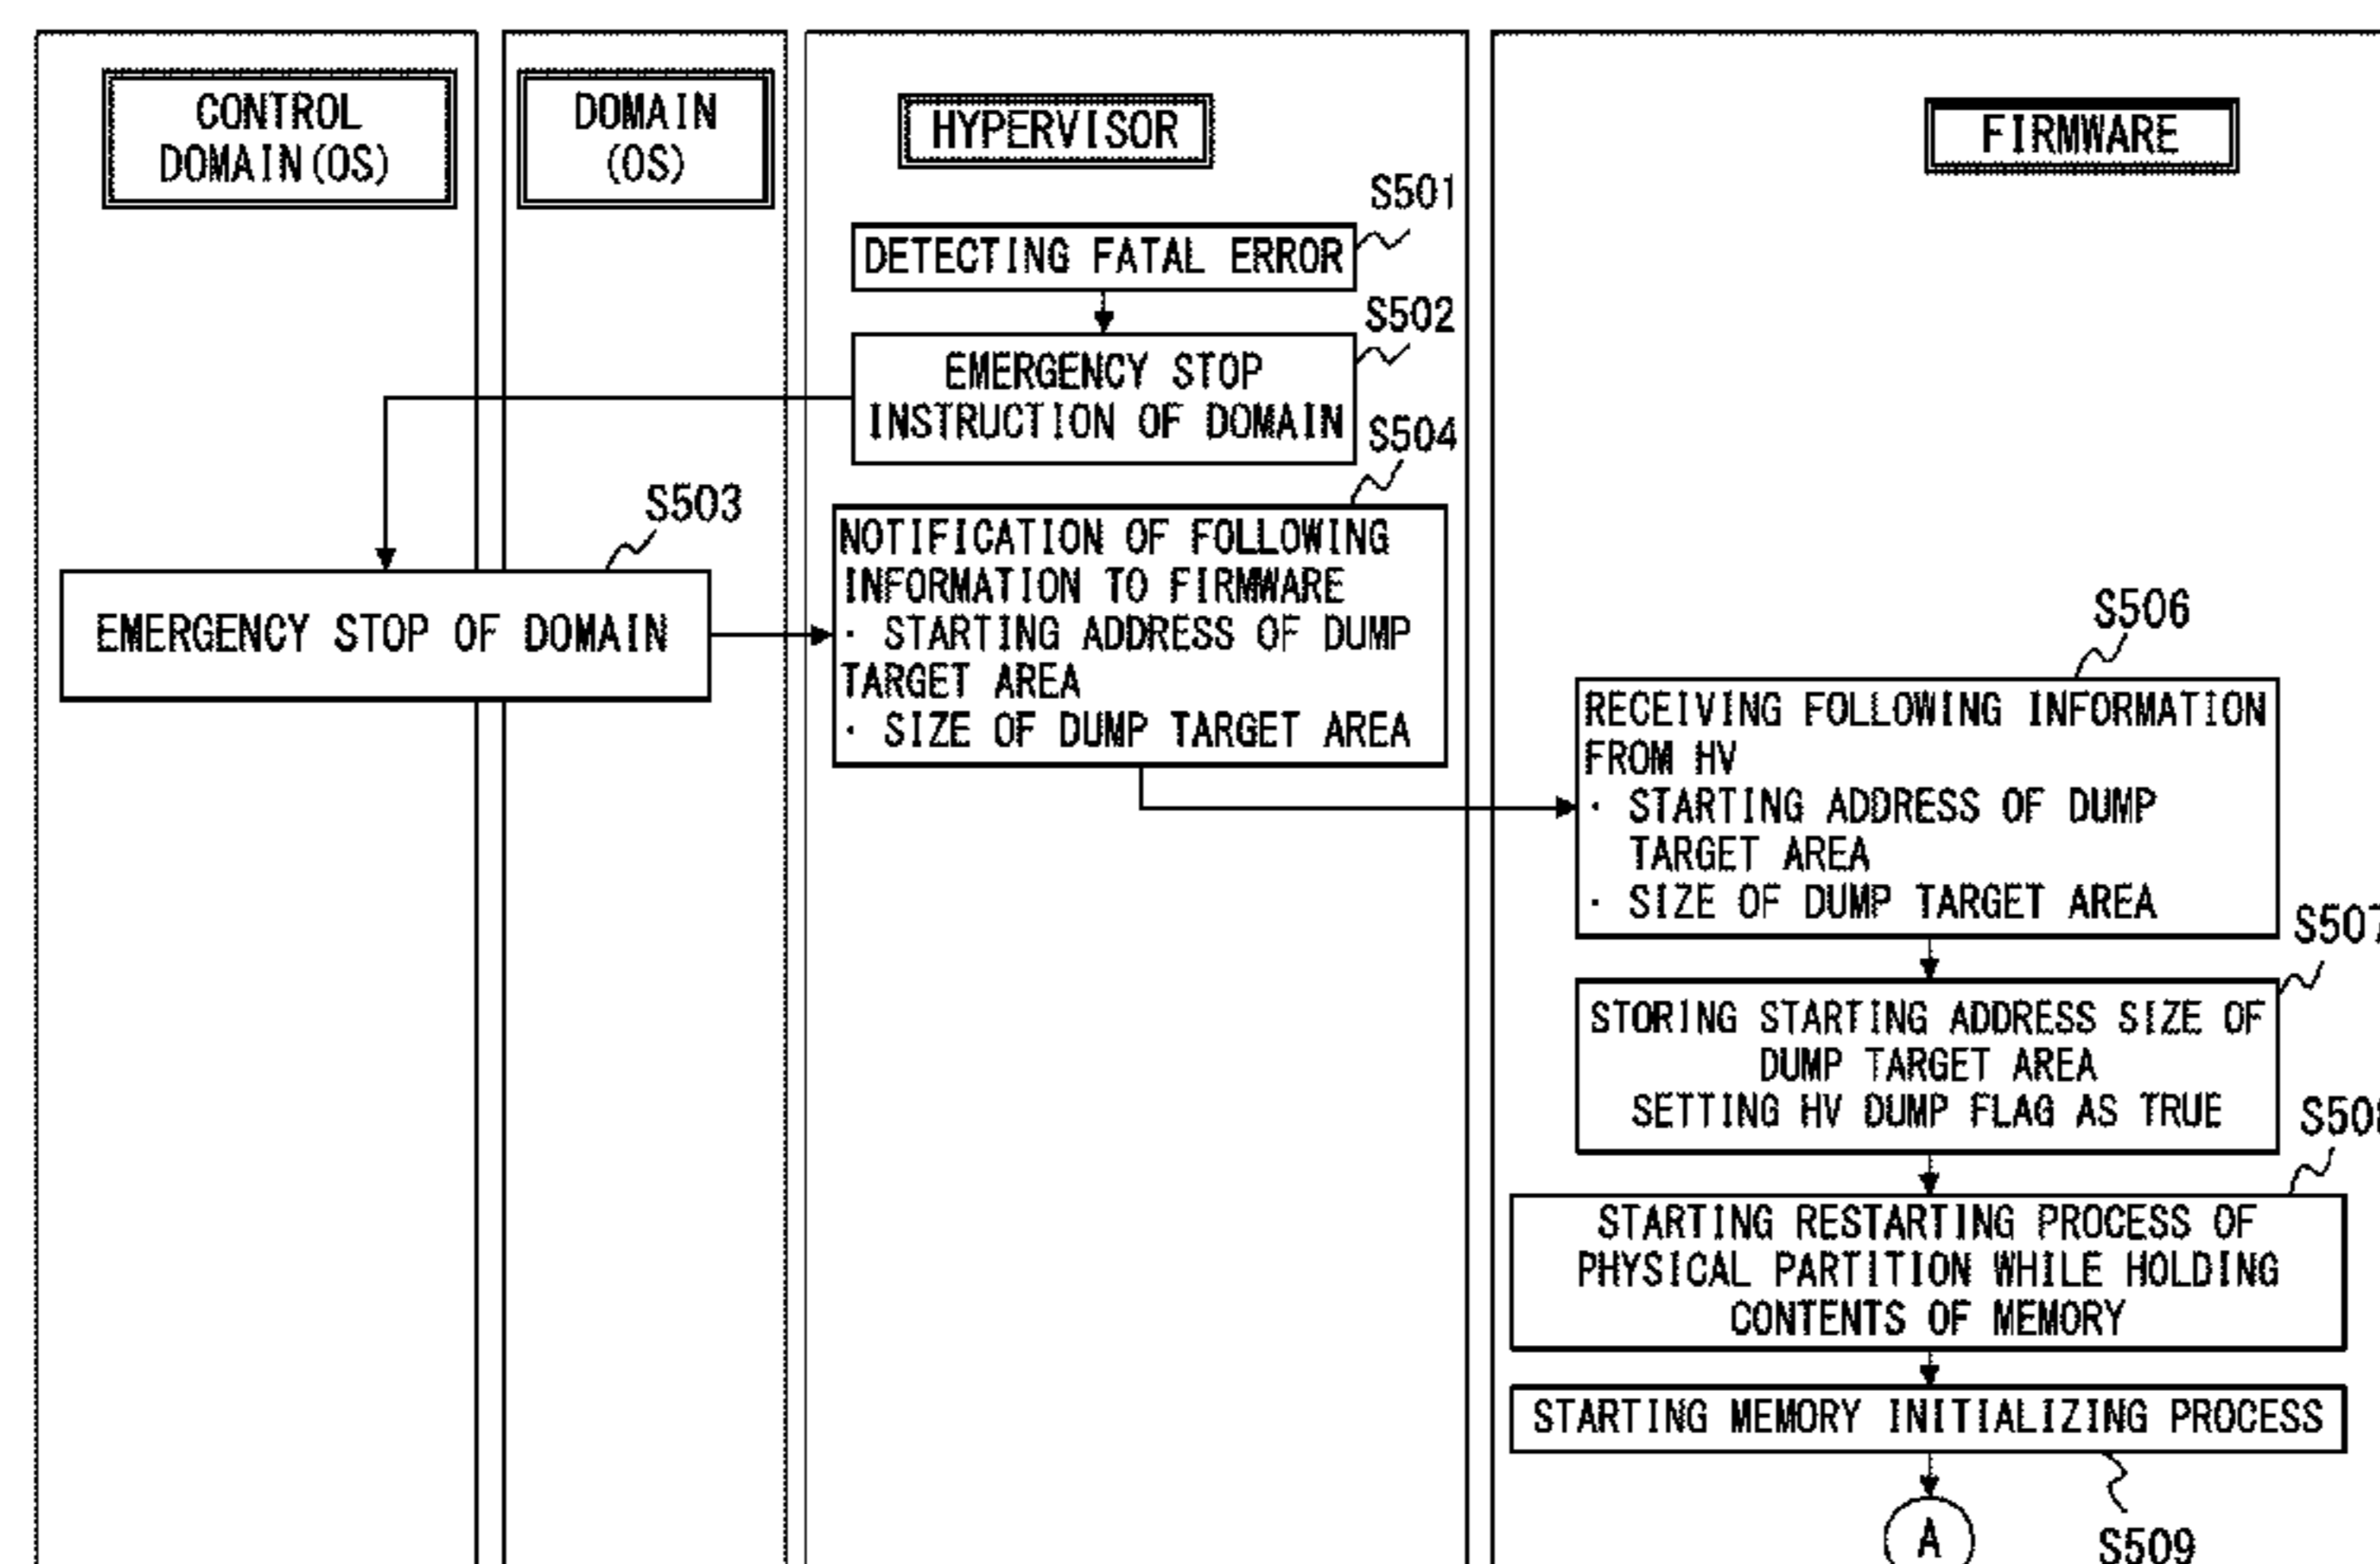 CONTROL
DOMAIN(OS)
DOMAIN
(OS)
HYPERVISOR
FIRMWARE
S501
DETECTING FATAL ERROR
S502
EMERGENCY STOP
INSTRUCTION OF DOMAIN
S504
S503
EMERGENCY STOP OF DOMAIN
NOTIFICATION OF FOLLOWING
INFORMATION TO FIRMWARE
· STARTING ADDRESS OF DUMP
TARGET AREA
· SIZE OF DUMP TARGET AREA
S506
RECEIVING FOLLOWING INFORMATION
FROM HV
· STARTING ADDRESS OF DUMP
TARGET AREA
· SIZE OF DUMP TARGET AREA
S507
STORING STARTING ADDRESS SIZE OF
DUMP TARGET AREA
SETTING HV DUMP FLAG AS TRUE
S508
STARTING RESTARTING PROCESS OF
PHYSICAL PARTITION WHILE HOLDING
CONTENTS OF MEMORY
STARTING MEMORY INITIALIZING PROCESS
A
S509